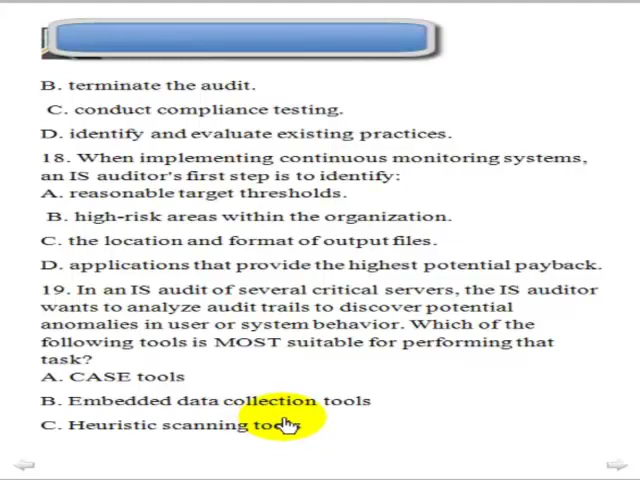 B. terminate the audit.
C. conduct compliance testing.
D. identify and evaluate existing practices.
18. When implementing continuous monitoring systems,
an IS auditor's first step is to identify:
A. reasonable target thresholds.
B. high-risk areas within the organization.
C. the location and format of output files.
D. applications that provide the highest potential payback.
19. In an IS audit of several critical servers, the IS auditor
wants to analyze audit trails to discover potential
anomalies in user or system behavior. Which of the
following tools is MOST suitable for performing that
task?
A. CASE tools
B. Embedded data collection tools
C. Heuristic scanning tools